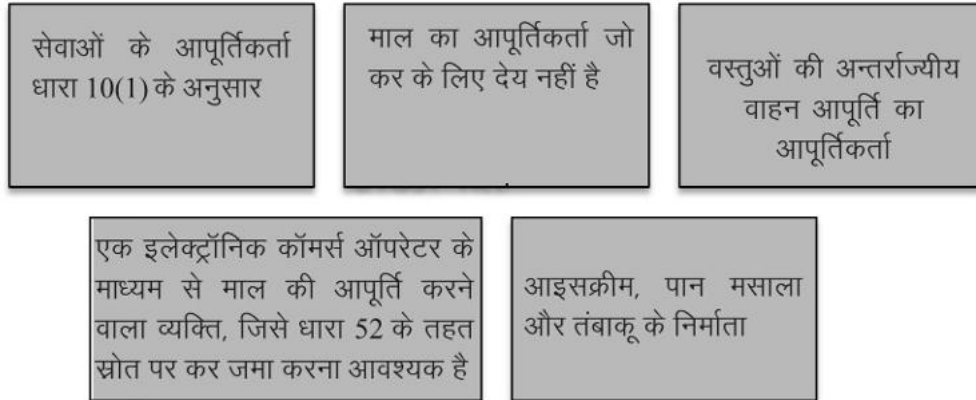 सेवाओं के आपूर्तिकर्ता
धारा 10(1) के अनुसार
माल का आपूर्तिकर्ता जो
कर के लिए देय नहीं है
वस्तुओं की अन्तर्राज्यीय
वाहन आपूर्ति का
आपूर्तिकर्ता
एक इलेक्ट्रॉनिक कॉमर्स ऑपरेटर के
माध्यम से माल की आपूर्ति करने
वाला व्यक्ति, जिसे धारा 52 के तहत
स्रोत पर कर जमा करना आवश्यक है
आइसक्रीम, पान मसाला
और तंबाकू के निर्माता